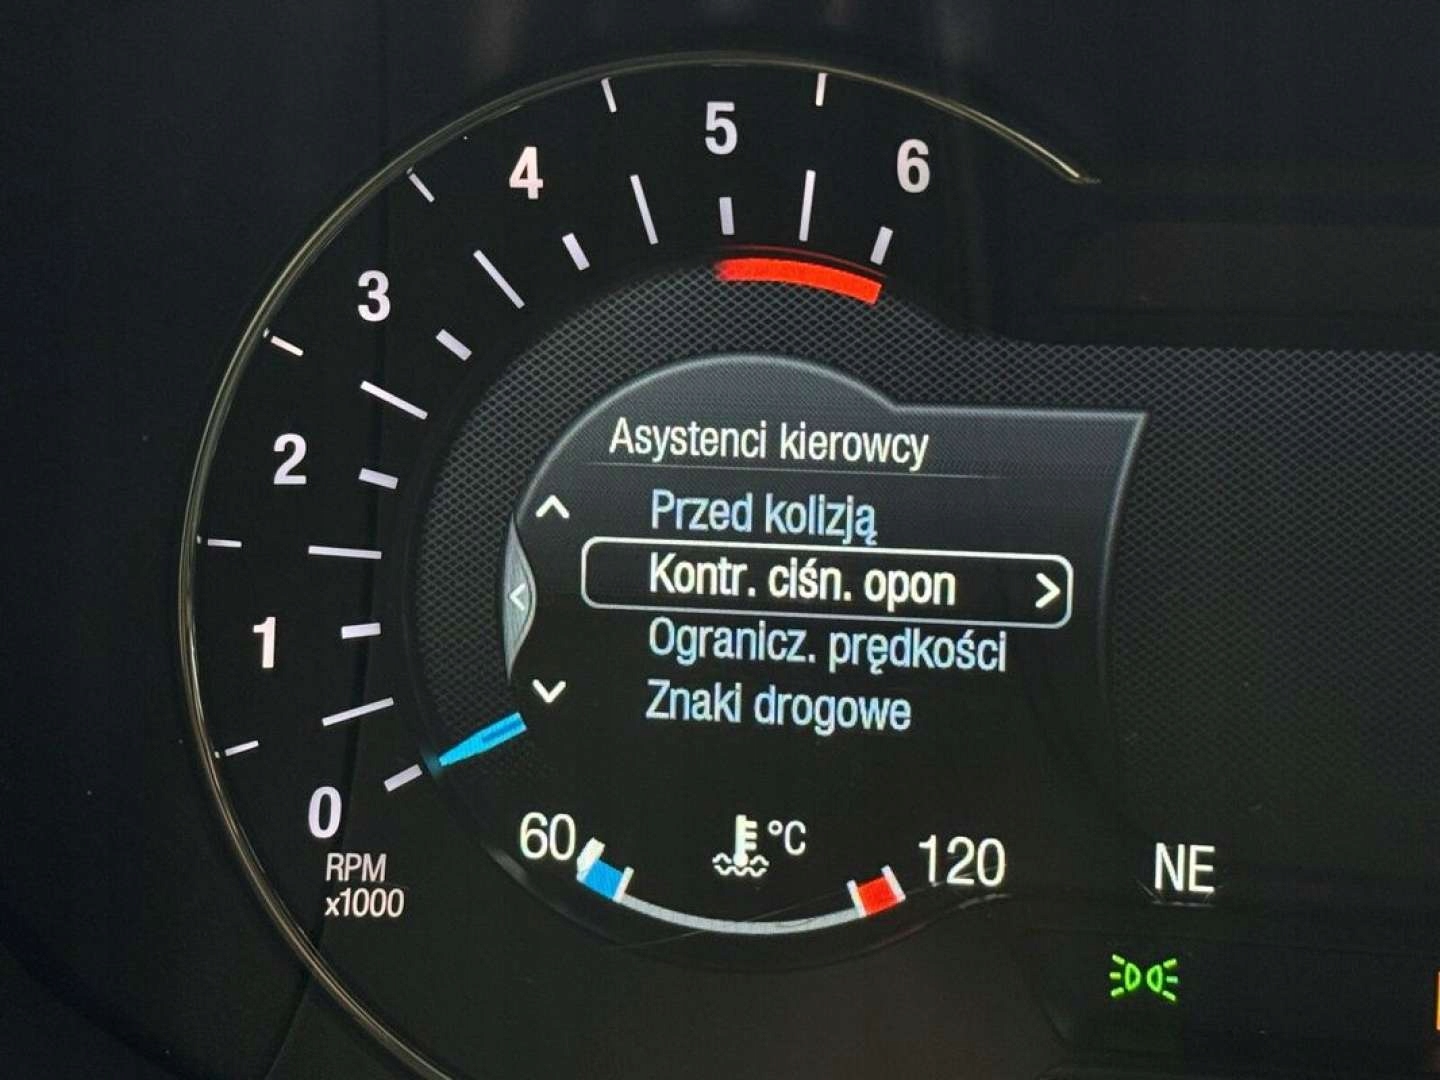 5
6
4
3
2
1
0
RPM
x1000
Asystenci kierowcy
Przed kolizją
Kontr. ciśn. opon
Ogranicz. prędkości
Znaki drogowe
60
°C
120
NE